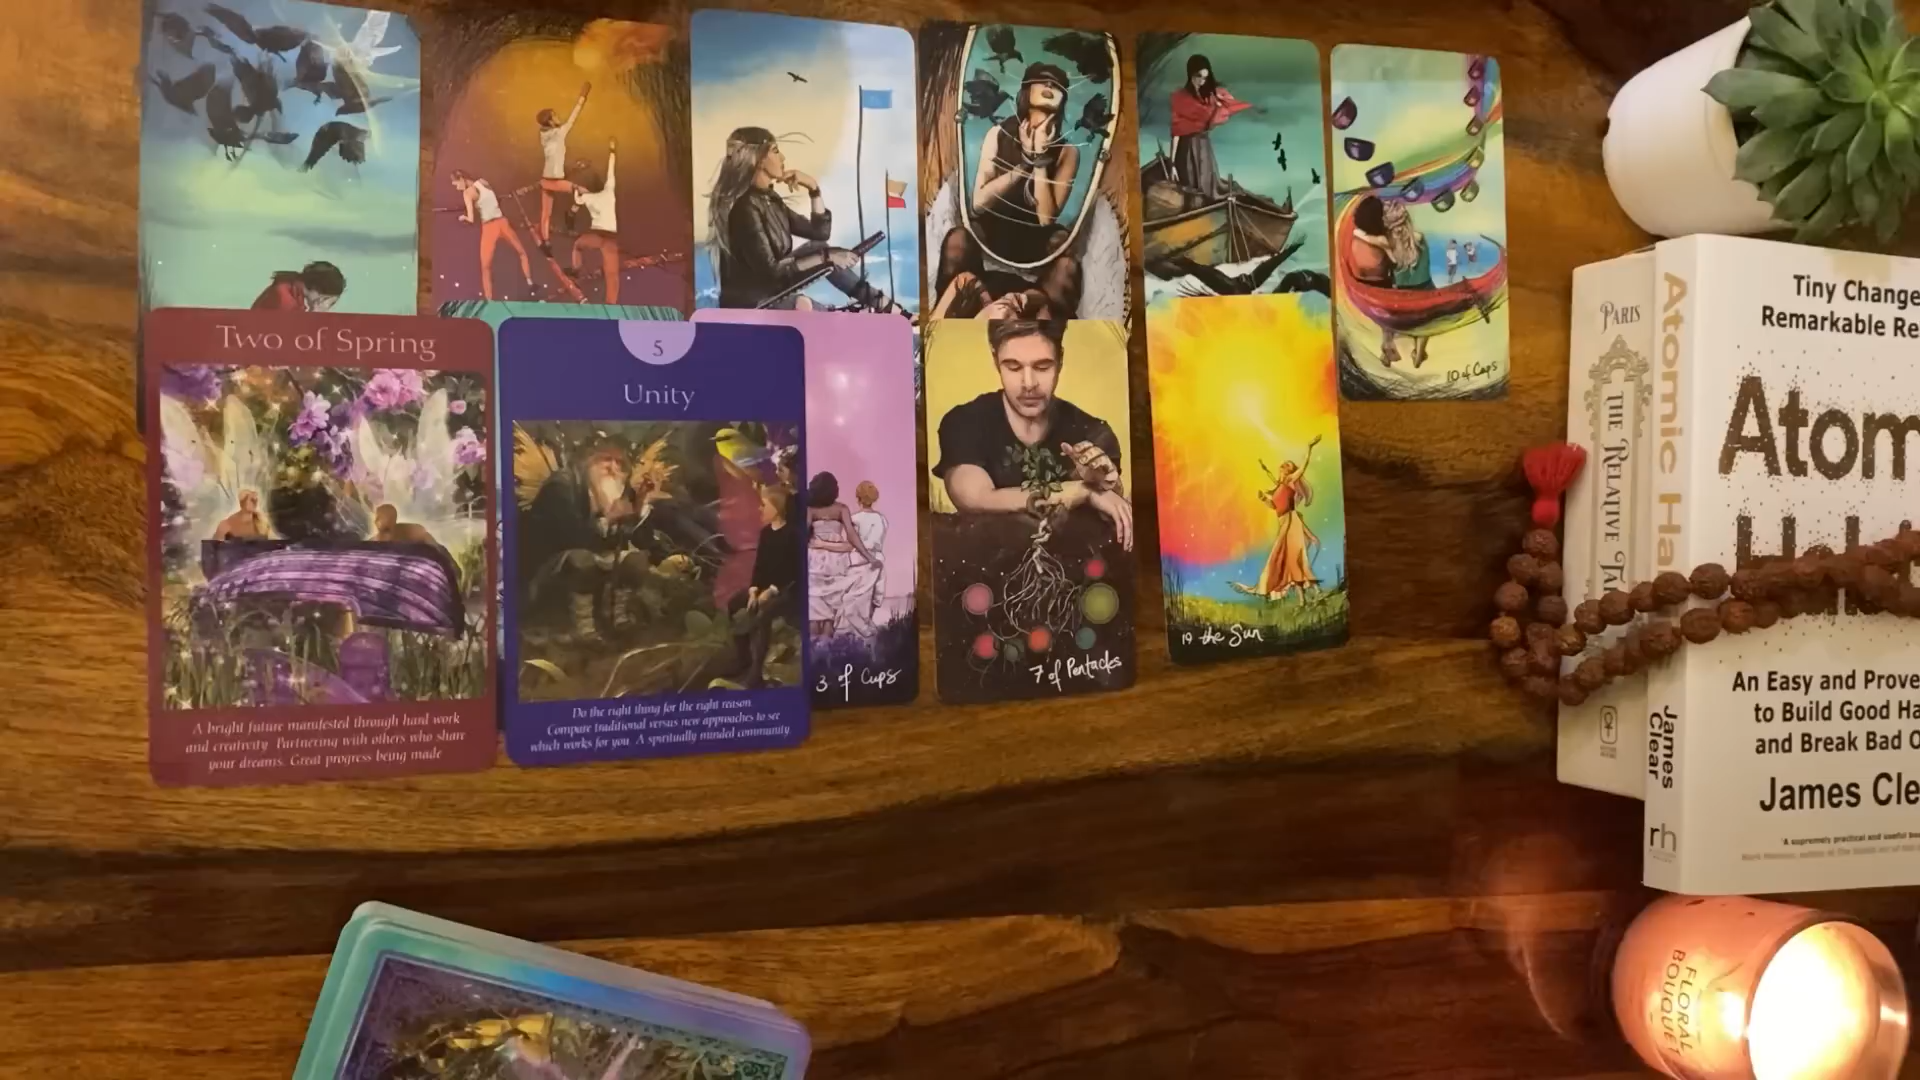 10 of Cups
Two of Spring
A bright future manifested through hard work
and creativity. Partnering with others who share
your dreams. Great progress being made
5
Unity
Do the right thing for the right reason.
Compare traditional versus new approaches to see
which works for you. A spiritually minded community.
3 of Cups
7 of Pentacles
19 the Sun
PARIS
THE RELATIVE
Atomic Ha
James
Clear
rh
Tiny Change
Remarkable Re
Atom
An Easy and Prove
to Build Good Ha
and Break Bad O
James Cle
'A supremely practical and useful
FLORAL
BOUQUET